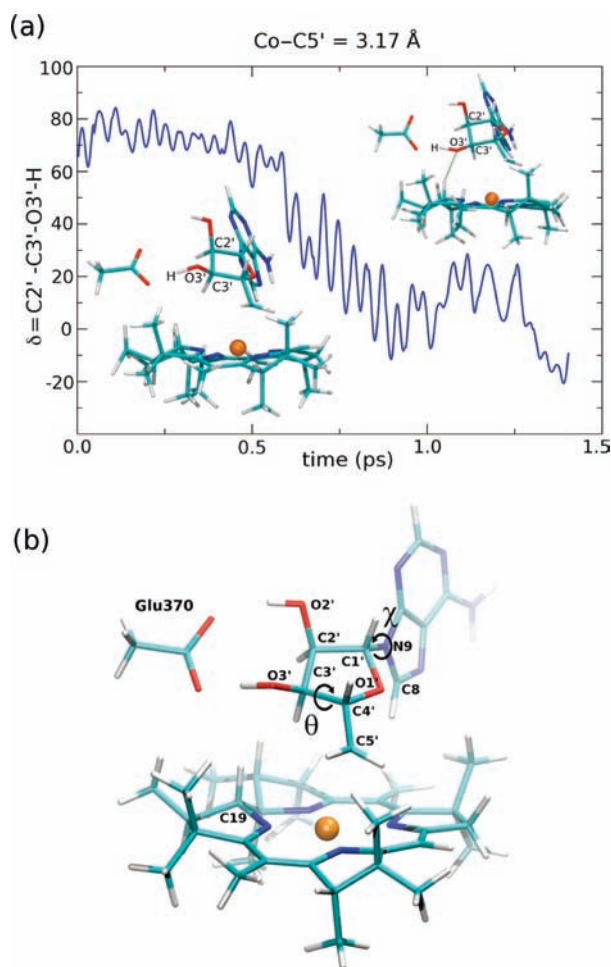 (a)
Co–C5' = 3.17 Å
100
80
60
40
20
0
-20
δ = C2' -C3'-O3'-H
0.0
0.5
1.0
1.5
time (ps)
C2'
H
O3'
C3'
C2'
H
O3'
C3'
(b)
Glu370
O2'
χ
C2'
N9
C1'
O3'
C3'
O1'
C8
θ
C4'
C5'
C19